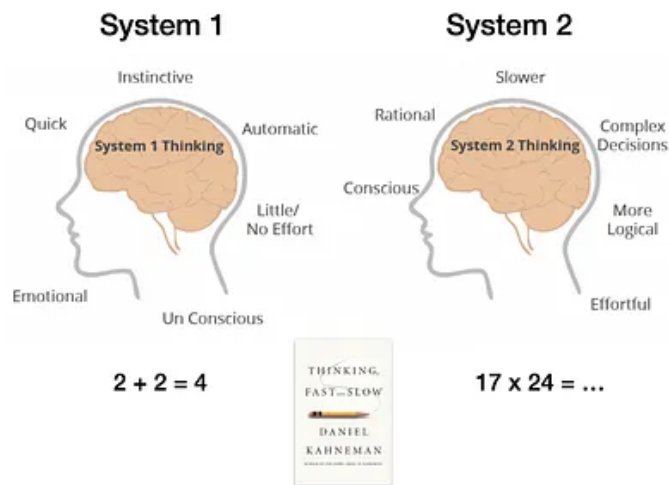 System 1
System 2
Instinctive
Quick
Automatic
System 1 Thinking
Little/
No Effort
Emotional
Un Conscious
Slower
Rational
Complex
Decisions
System 2 Thinking
Conscious
More
Logical
Effortful
2 + 2 = 4
17 x 24 = ...
THINKING,
FAST AND SLOW
DANIEL
KAHNEMAN